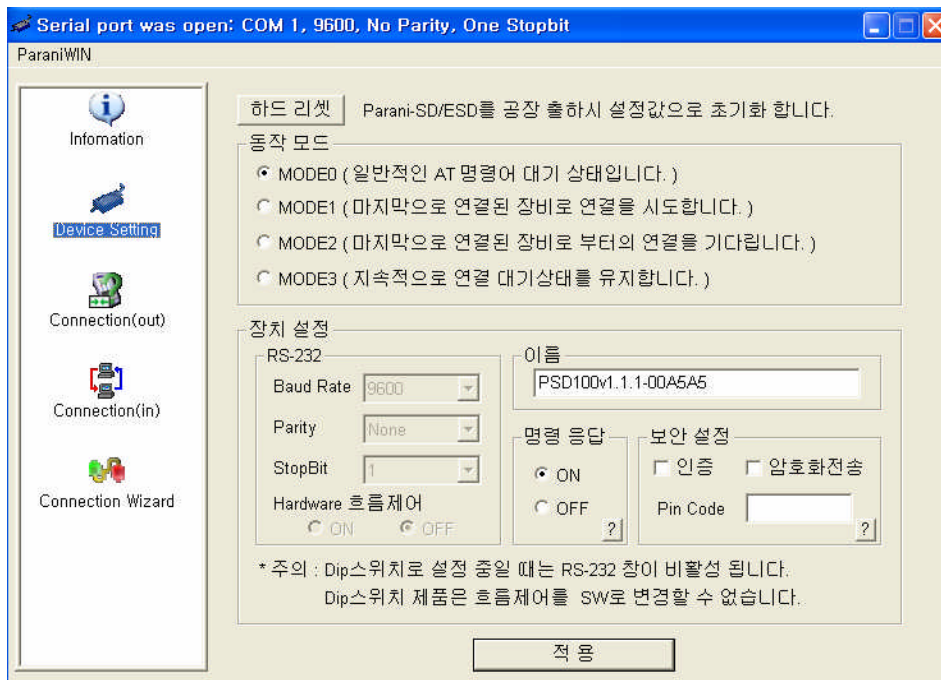 Serial port was open: COM 1, 9600, No Parity, One Stopbit
ParaniWIN
Infomation
Device Setting
Connection(out)
Connection(in)
Connection Wizard
하드 리셋 Parani-SD/ESD를 공장 출하시 설정값으로 초기화 합니다.
동작 모드
MODE0 ( 일반적인 AT 명령어 대기 상태입니다. )
MODE1 ( 마지막으로 연결된 장비로 연결을 시도합니다. )
MODE2 ( 마지막으로 연결된 장비로 부터의 연결을 기다립니다. )
MODE3 ( 지속적으로 연결 대기상태를 유지합니다. )
장치 설정
RS-232
Baud Rate 9600
Parity None
StopBit 1
Hardware 흐름제어
ON OFF
이름
PSD100v1.1.1-00A5A5
명령 응답
ON
OFF
?
보안 설정
인증 암호화전송
Pin Code
?
* 주의 : Dip스위치로 설정 중일 때는 RS-232 창이 비활성 됩니다.
Dip스위치 제품은 흐름제어를 SW로 변경할 수 없습니다.
적 용